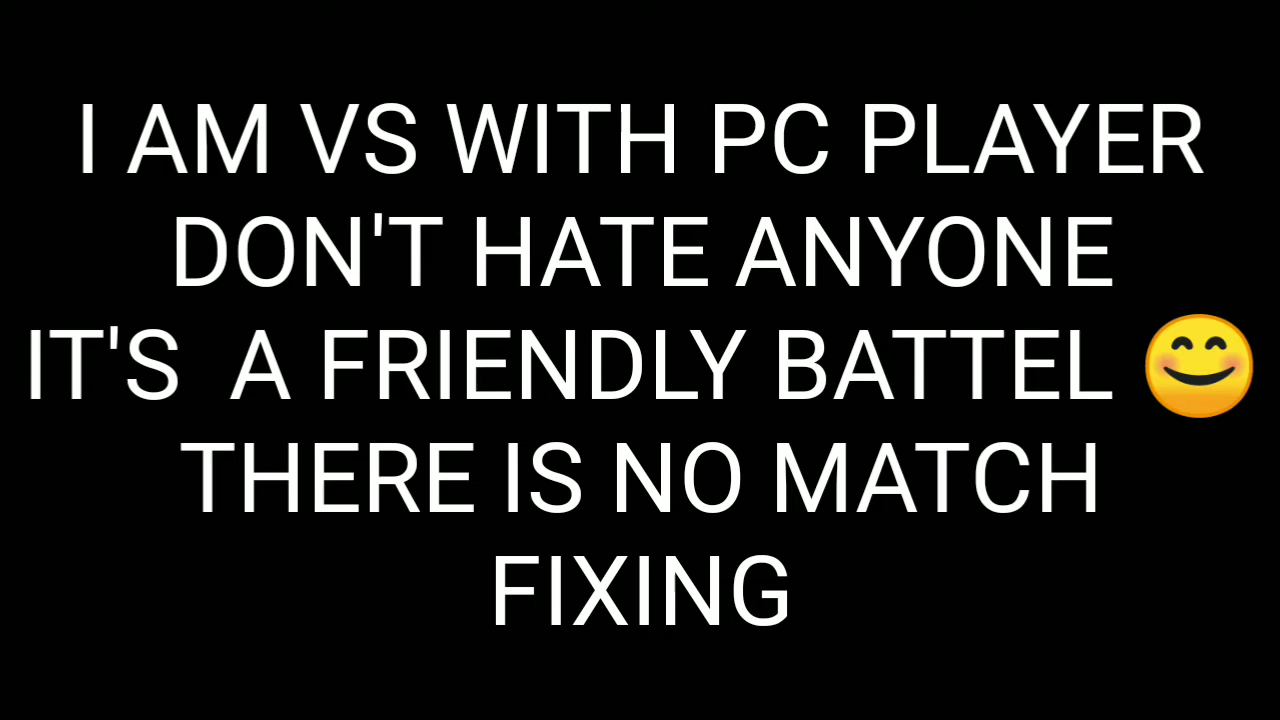 I AM VS WITH PC PLAYER
DON'T HATE ANYONE
IT'S  A FRIENDLY BATTEL 😊
THERE IS NO MATCH
FIXING